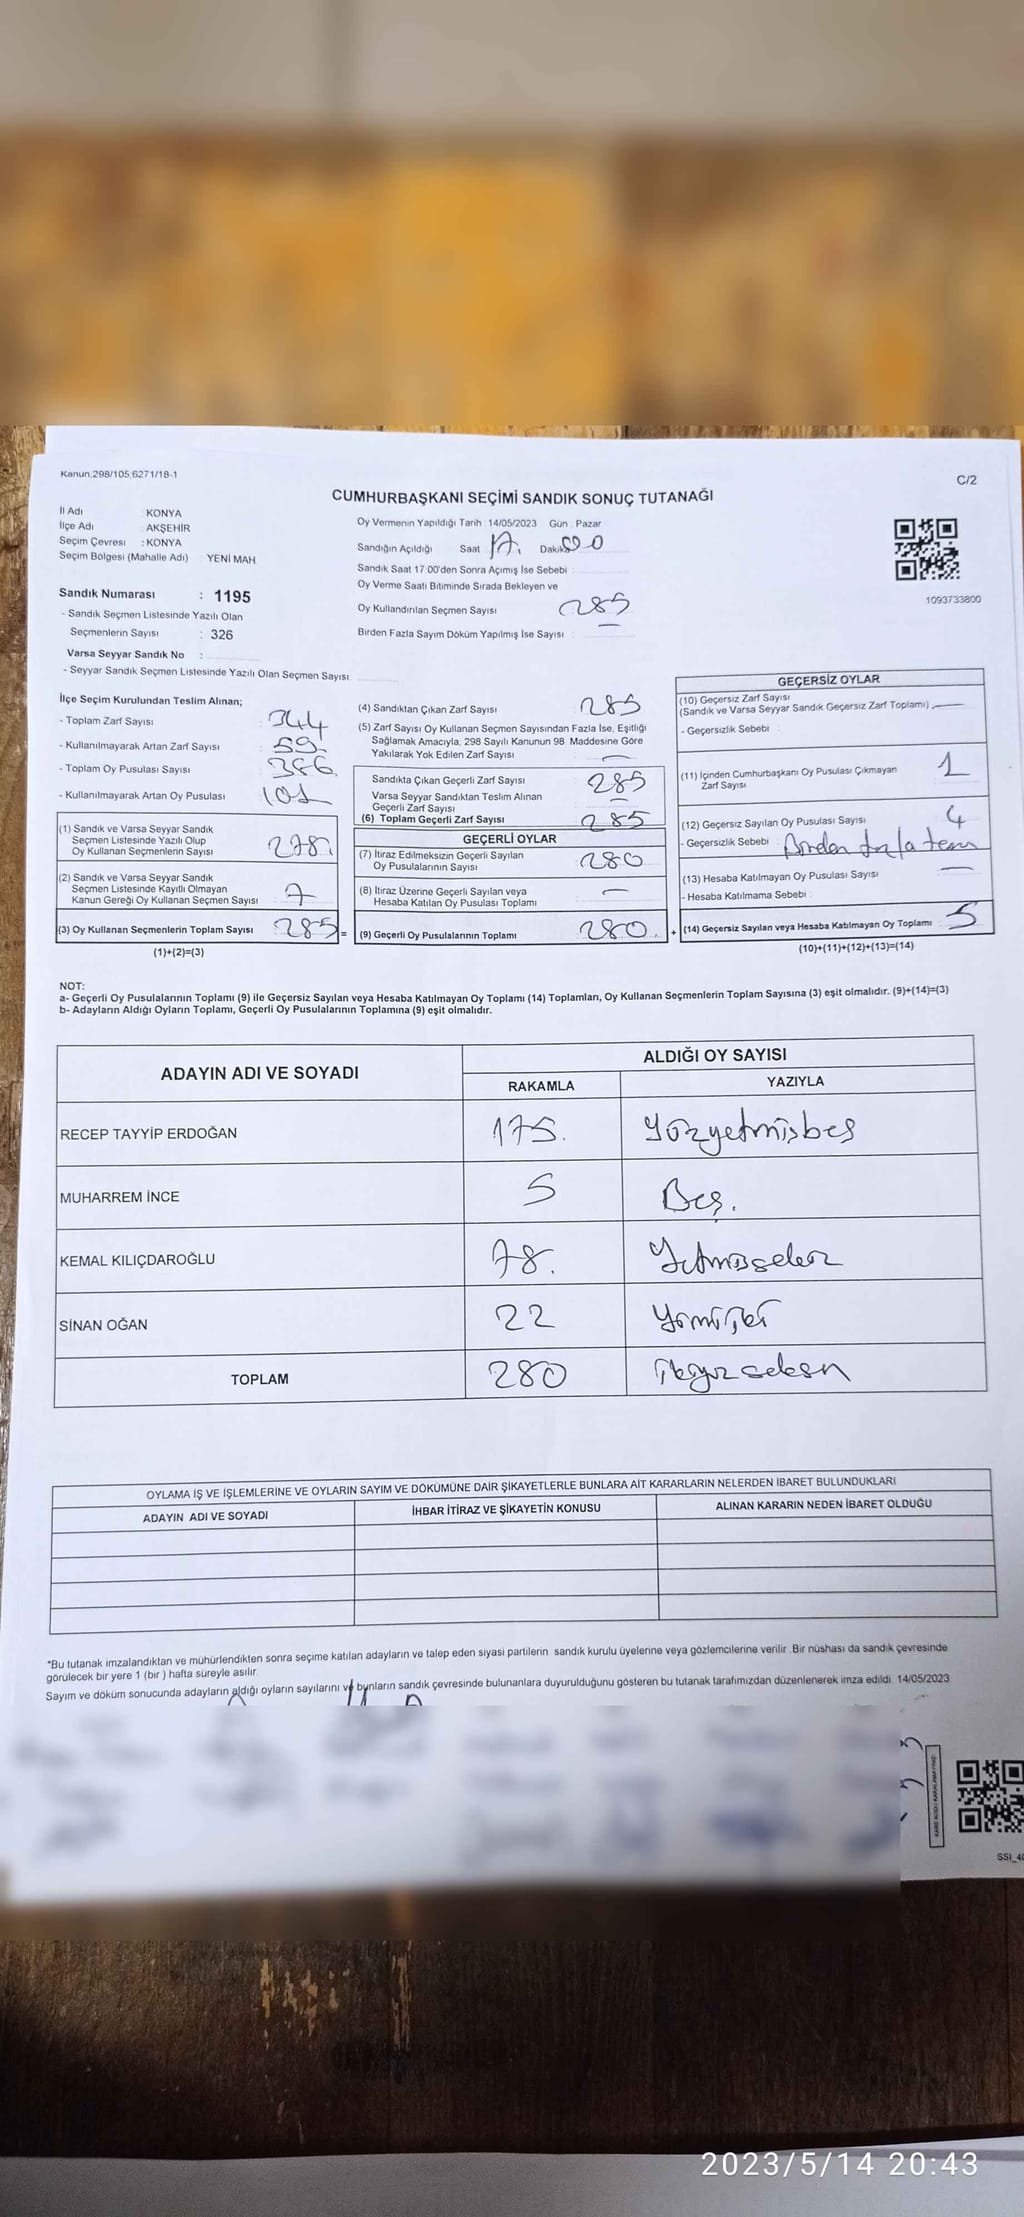 Kanun:298/105,6271/18-1
C/2
CUMHURBAŞKANI SEÇİMİ SANDIK SONUÇ TUTANAĞI
İl Adı : KONYA
İlçe Adı : AKŞEHİR
Seçim Çevresi : KONYA
Seçim Bölgesi (Mahalle Adı) : YENİ MAH
Sandık Numarası : 1195
- Sandık Seçmen Listesinde Yazılı Olan
Seçmenlerin Sayısı : 326
Varsa Seyyar Sandık No :
- Seyyar Sandık Seçmen Listesinde Yazılı Olan Seçmen Sayısı:
Oy Vermenin Yapıldığı Tarih :14/05/2023 Gün : Pazar
Sandığın Açıldığı Saat 17. Dakika 00
Sandık Saat 17:00'den Sonra Açımış İse Sebebi :
Oy Verme Saati Bitiminde Sırada Bekleyen ve
Oy Kullandırılan Seçmen Sayısı 285
Birden Fazla Sayım Döküm Yapılmış İse Sayısı :
1093733800
İlçe Seçim Kurulundan Teslim Alınan;
- Toplam Zarf Sayısı : 344
- Kullanılmayarak Artan Zarf Sayısı : 59
- Toplam Oy Pusulası Sayısı : 386
- Kullanılmayarak Artan Oy Pusulası : 101
(1) Sandık ve Varsa Seyyar Sandık
Seçmen Listesinde Yazılı Olup
Oy Kullanan Seçmenlerin Sayısı 278
(2) Sandık ve Varsa Seyyar Sandık
Seçmen Listesinde Kayıtlı Olmayan
Kanun Gereği Oy Kullanan Seçmen Sayısı : 7
(3) Oy Kullanan Seçmenlerin Toplam Sayısı : 285 =
(1)+(2)=(3)
(4) Sandıktan Çıkan Zarf Sayısı 285
(5) Zarf Sayısı Oy Kullanan Seçmen Sayısından Fazla İse, Eşitliği
Sağlamak Amacıyla, 298 Sayılı Kanunun 98. Maddesine Göre
Yakılarak Yok Edilen Zarf Sayısı —
Sandıkta Çıkan Geçerli Zarf Sayısı 285
Varsa Seyyar Sandıktan Teslim Alınan
Geçerli Zarf Sayısı —
(6) Toplam Geçerli Zarf Sayısı 285
GEÇERLİ OYLAR
(7) İtiraz Edilmeksizin Geçerli Sayılan
Oy Pusulalarının Sayısı 280
(8) İtiraz Üzerine Geçerli Sayılan veya
Hesaba Katılan Oy Pusulası Toplamı —
(9) Geçerli Oy Pusulalarının Toplamı 280 +
GEÇERSİZ OYLAR
(10) Geçersiz Zarf Sayısı
(Sandık ve Varsa Seyyar Sandık Geçersiz Zarf Toplamı) —
- Geçersizlik Sebebi :
(11) İçinden Cumhurbaşkanı Oy Pusulası Çıkmayan
Zarf Sayısı 1
(12) Geçersiz Sayılan Oy Pusulası Sayısı 4
- Geçersizlik Sebebi : Birden fazla
(13) Hesaba Katılmayan Oy Pusulası Sayısı —
- Hesaba Katılmama Sebebi :
(14) Geçersiz Sayılan veya Hesaba Katılmayan Oy Toplamı : 5
(10)+(11)+(12)+(13)=(14)
NOT:
a- Geçerli Oy Pusulalarının Toplamı (9) ile Geçersiz Sayılan veya Hesaba Katılmayan Oy Toplamı (14) Toplamları, Oy Kullanan Seçmenlerin Toplam Sayısına (3) eşit olmalıdır. (9)+(14)=(3)
b- Adayların Aldığı Oyların Toplamı, Geçerli Oy Pusulalarının Toplamına (9) eşit olmalıdır.
ADAYIN ADI VE SOYADI
ALDIĞI OY SAYISI
RAKAMLA YAZIYLA
RECEP TAYYİP ERDOĞAN 175. Yüzyetmişbeş
MUHARREM İNCE 5 Beş.
KEMAL KILIÇDAROĞLU 78. Yetmişsekiz
SİNAN OĞAN 22 Yirmiiki
TOPLAM 280 İkiyüzseksen
OYLAMA İŞ VE İŞLEMLERİNE VE OYLARIN SAYIM VE DÖKÜMÜNE DAİR ŞİKAYETLERLE BUNLARA AİT KARARLARIN NELERDEN İBARET BULUNDUKLARI
ADAYIN ADI VE SOYADI İHBAR İTİRAZ VE ŞİKAYETİN KONUSU ALINAN KARARIN NEDEN İBARET OLDUĞU
*Bu tutanak imzalandıktan ve mühürlendikten sonra seçime katılan adayların ve talep eden siyasi partilerin sandık kurulu üyelerine veya gözlemcilerine verilir. Bir nüshası da sandık çevresinde
görülecek bir yere 1 (bir ) hafta süreyle asılır.
Sayım ve döküm sonucunda adayların aldığı oyların sayılarını ve bunların sandık çevresinde bulunanlara duyurulduğunu gösteren bu tutanak tarafımızdan düzenlenerek imza edildi. 14/05/2023
2023/5/14 20:43